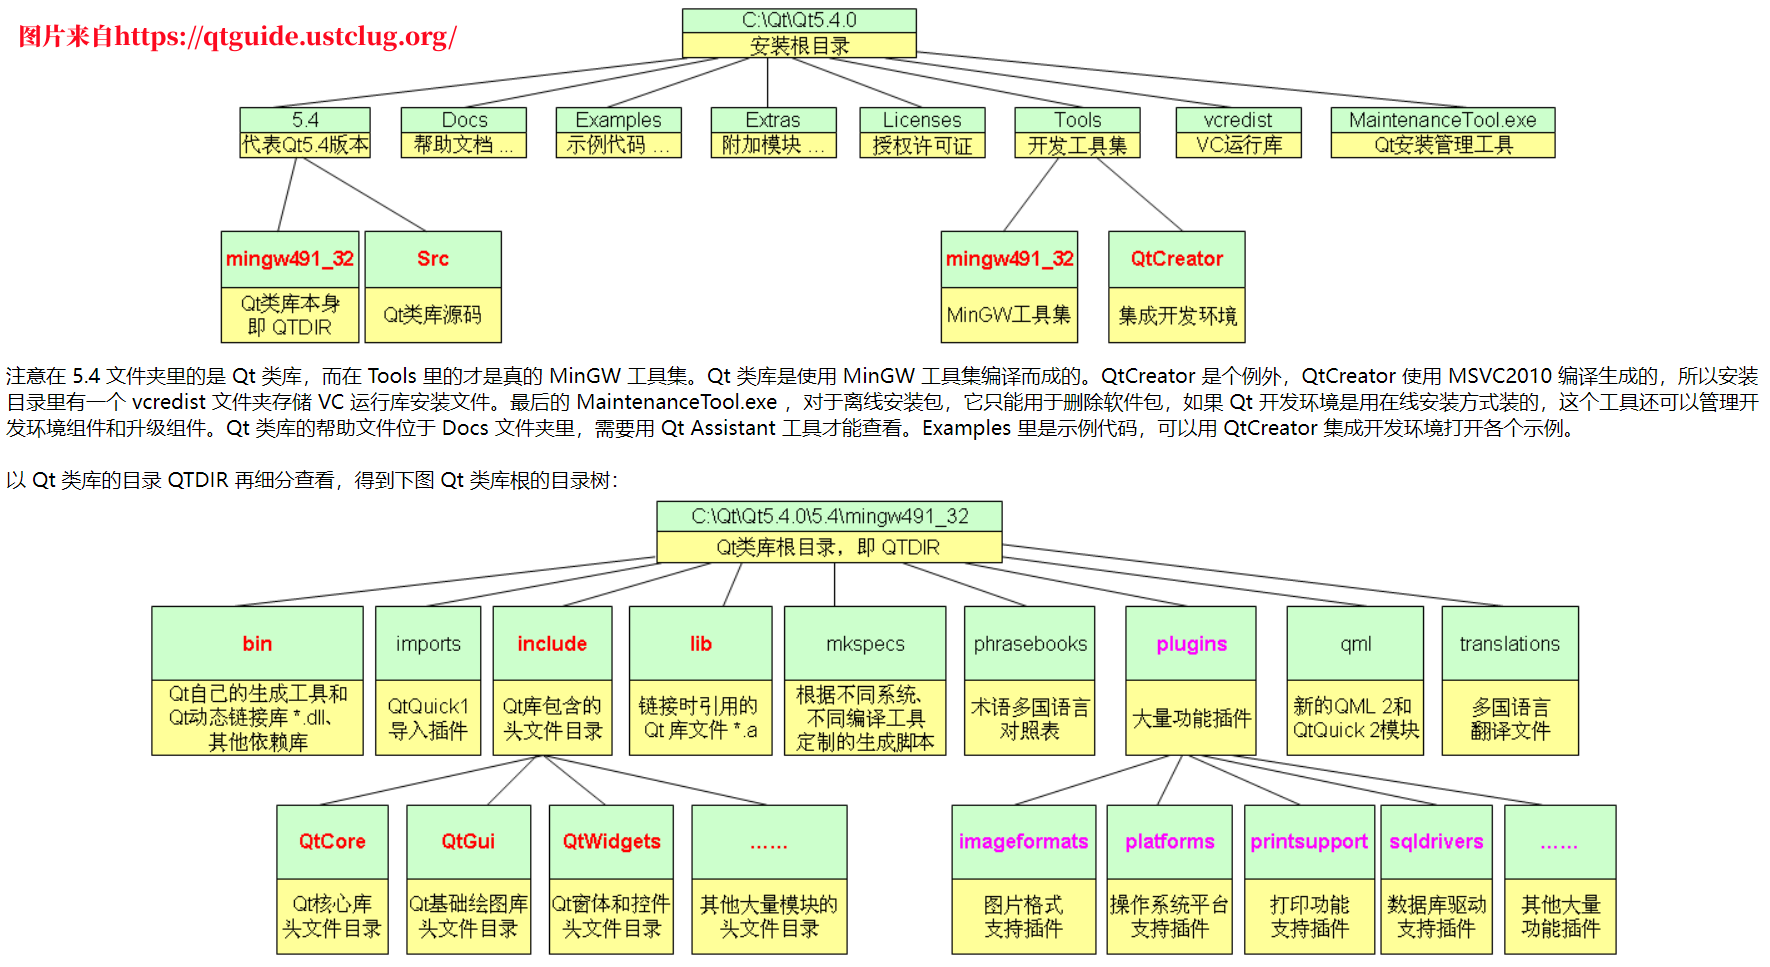 图片来自https://qtguide.ustclug.org/
C:\Qt\Qt5.4.0
安装根目录
5.4
代表Qt5.4版本
Docs
帮助文档 ...
Examples
示例代码 ...
Extras
附加模块 ...
Licenses
授权许可证
Tools
开发工具集
vcredist
VC运行库
MaintenanceTool.exe
Qt安装管理工具
mingw491_32
Qt类库本身
即 QTDIR
Src
Qt类库源码
mingw491_32
MinGW工具集
QtCreator
集成开发环境
注意在 5.4 文件夹里的是 Qt 类库，而在 Tools 里的才是真的 MinGW 工具集。Qt 类库是使用 MinGW 工具集编译而成的。QtCreator 是个例外，QtCreator 使用 MSVC2010 编译生成的，所以安装
目录里有一个 vcredist 文件夹存储 VC 运行库安装文件。最后的 MaintenanceTool.exe ，对于离线安装包，它只能用于删除软件包，如果 Qt 开发环境是用在线安装方式装的，这个工具还可以管理开
发环境组件和升级组件。Qt 类库的帮助文件位于 Docs 文件夹里，需要用 Qt Assistant 工具才能查看。Examples 里是示例代码，可以用 QtCreator 集成开发环境打开各个示例。
以 Qt 类库的目录 QTDIR 再细分查看，得到下图 Qt 类库根的目录树：
C:\Qt\Qt5.4.0\5.4\mingw491_32
Qt类库根目录，即 QTDIR
bin
Qt自己的生成工具和
Qt动态链接库 *.dll、
其他依赖库
imports
QtQuick1
导入插件
include
Qt库包含的
头文件目录
lib
链接时引用的
Qt 库文件 *.a
mkspecs
根据不同系统、
不同编译工具
定制的生成脚本
phrasebooks
术语多国语言
对照表
plugins
大量功能插件
qml
新的QML 2和
QtQuick 2模块
translations
多国语言
翻译文件
QtCore
Qt核心库
头文件目录
QtGui
Qt基础绘图库
头文件目录
QtWidgets
Qt窗体和控件
头文件目录
……
其他大量模块的
头文件目录
imageformats
图片格式
支持插件
platforms
操作系统平台
支持插件
printsupport
打印功能
支持插件
sqldrivers
数据库驱动
支持插件
……
其他大量
功能插件